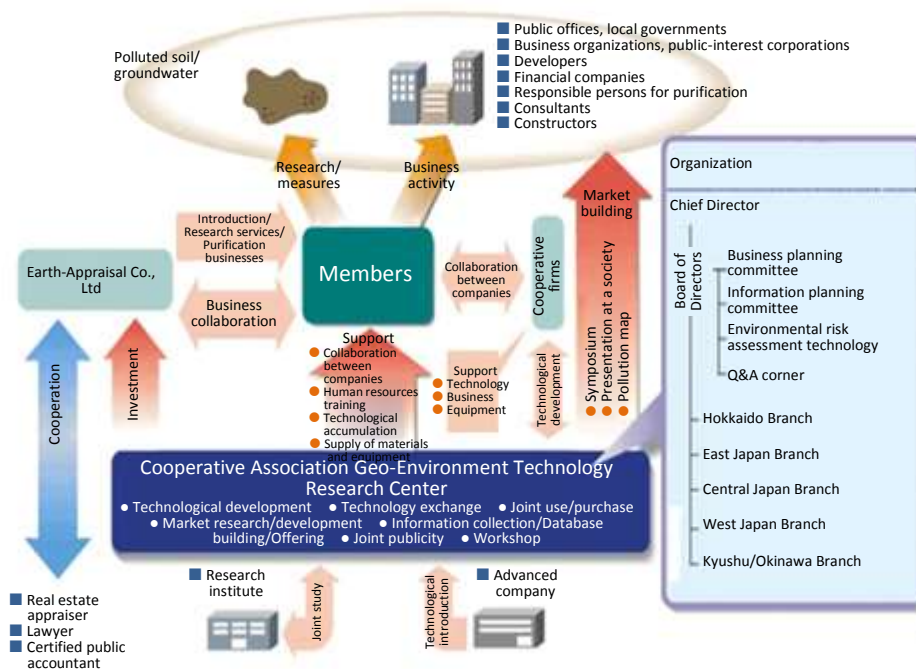 Polluted soil/
groundwater
Public offices, local governments
Business organizations, public-interest corporations
Developers
Financial companies
Responsible persons for purification
Consultants
Constructors
Research/
measures
Business
activity
Market
building
Introduction/
Research services/
Purification
businesses
Earth-Appraisal Co.,
Ltd
Business
collaboration
Members
Collaboration
between
companies
Cooperative
firms
Cooperation
Investment
Support
Collaboration
between
companies
Human resources
training
Technological
accumulation
Supply of materials
and equipment
Support
Technology
Business
Equipment
Technological
development
Symposium
Presentation at a society
Pollution map
Cooperative Association Geo-Environment Technology
Research Center
● Technological development ● Technology exchange ● Joint use/purchase
● Market research/development ● Information collection/Database
building/Offering ● Joint publicity ● Workshop
Research
institute
Joint study
Technological
introduction
Advanced
company
Real estate
appraiser
Lawyer
Certified public
accountant
Organization
Chief Director
Board of
Directors
Business planning
committee
Information planning
committee
Environmental risk
assessment technology
Q&A corner
Hokkaido Branch
East Japan Branch
Central Japan Branch
West Japan Branch
Kyushu/Okinawa Branch